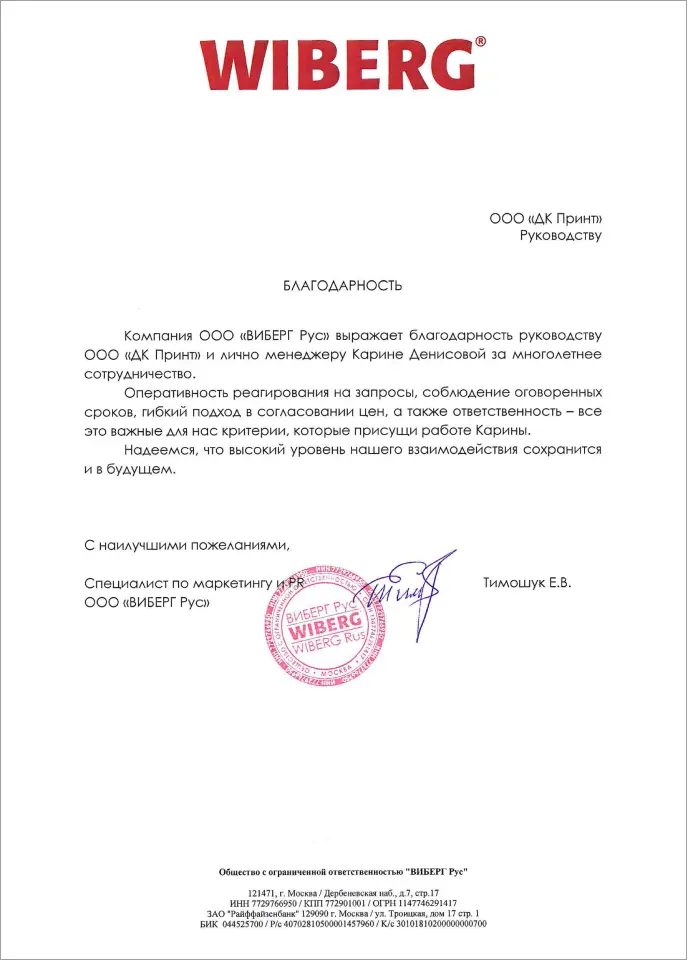 WIBERG®
ООО «ДК Принт»
Руководству
БЛАГОДАРНОСТЬ
Компания ООО «ВИБЕРГ Рус» выражает благодарность руководству
ООО «ДК Принт» и лично менеджеру Карине Денисовой за многолетнее
сотрудничество.
Оперативность реагирования на запросы, соблюдение оговоренных
сроков, гибкий подход в согласовании цен, а также ответственность – все
это важные для нас критерии, которые присущи работе Карины.
Надеемся, что высокий уровень нашего взаимодействия сохранится
и в будущем.
С наилучшими пожеланиями,
Специалист по маркетингу и PR
Тимошук Е.В.
ООО «ВИБЕРГ Рус»
ВИБЕРГ Рус
WIBERG
WIBERG Rus
МОСКВА
Общество с ограниченной ответственностью "ВИБЕРГ Рус"
121471, г. Москва / Дербеневская наб., д.7, стр.17
ИНН 7729766950 / КПП 772901001 / ОГРН 1147746291417
ЗАО "Райффайзенбанк" 129090 г. Москва / ул. Троицкая, дом 17 стр. 1
БИК 044525700 / Р/с 40702810500001457960 / К/с 30101810200000000700